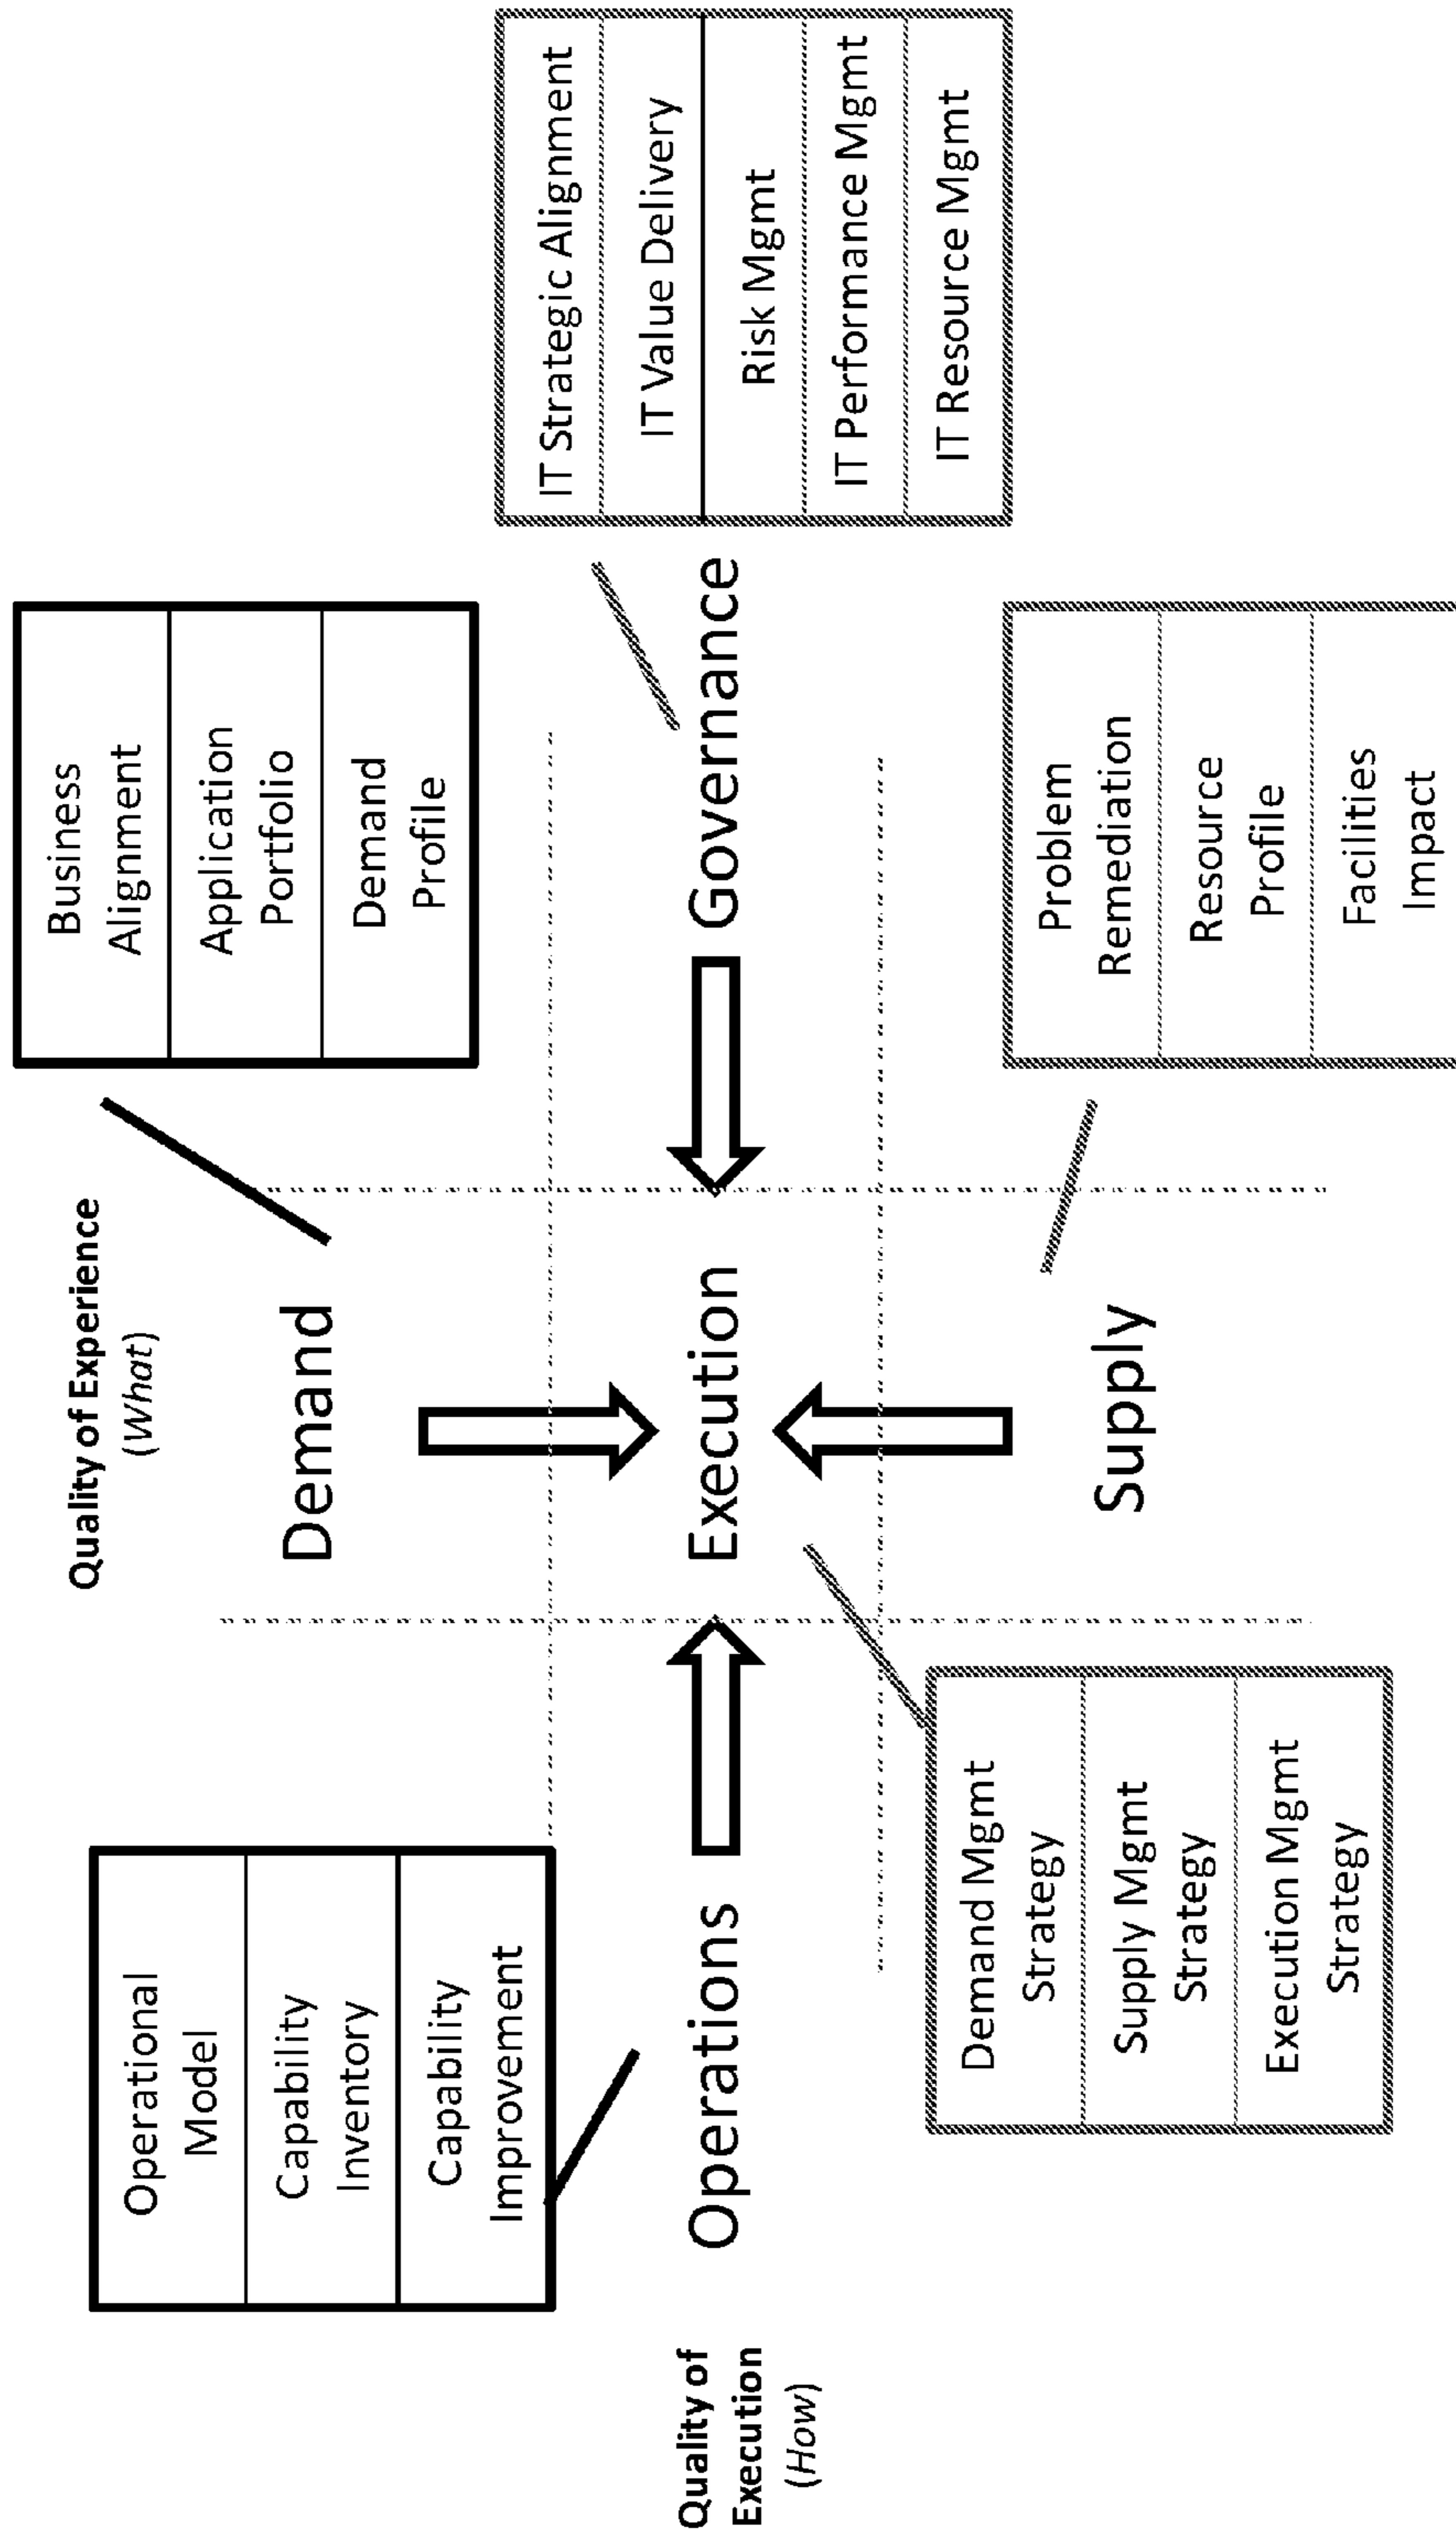 Quality of Experience
(What)
Demand
Business
Alignment
Application
Portfolio
Demand
Profile
Operational
Model
Capability
Inventory
Capability
Improvement
Quality of
Execution
(How)
Operations
Execution
Governance
IT Strategic Alignment
IT Value Delivery
Risk Mgmt
IT Performance Mgmt
IT Resource Mgmt
Demand Mgmt
Strategy
Supply Mgmt
Strategy
Execution Mgmt
Strategy
Supply
Problem
Remediation
Resource
Profile
Facilities
Impact